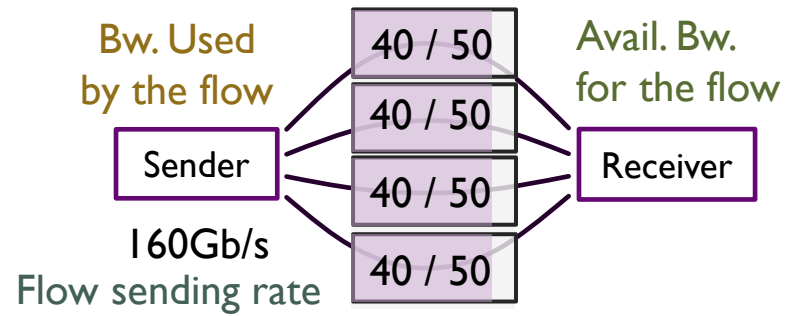 Bw. Used
by the flow
40 / 50
40 / 50
40 / 50
40 / 50
Avail. Bw.
for the flow
Sender
Receiver
160Gb/s
Flow sending rate